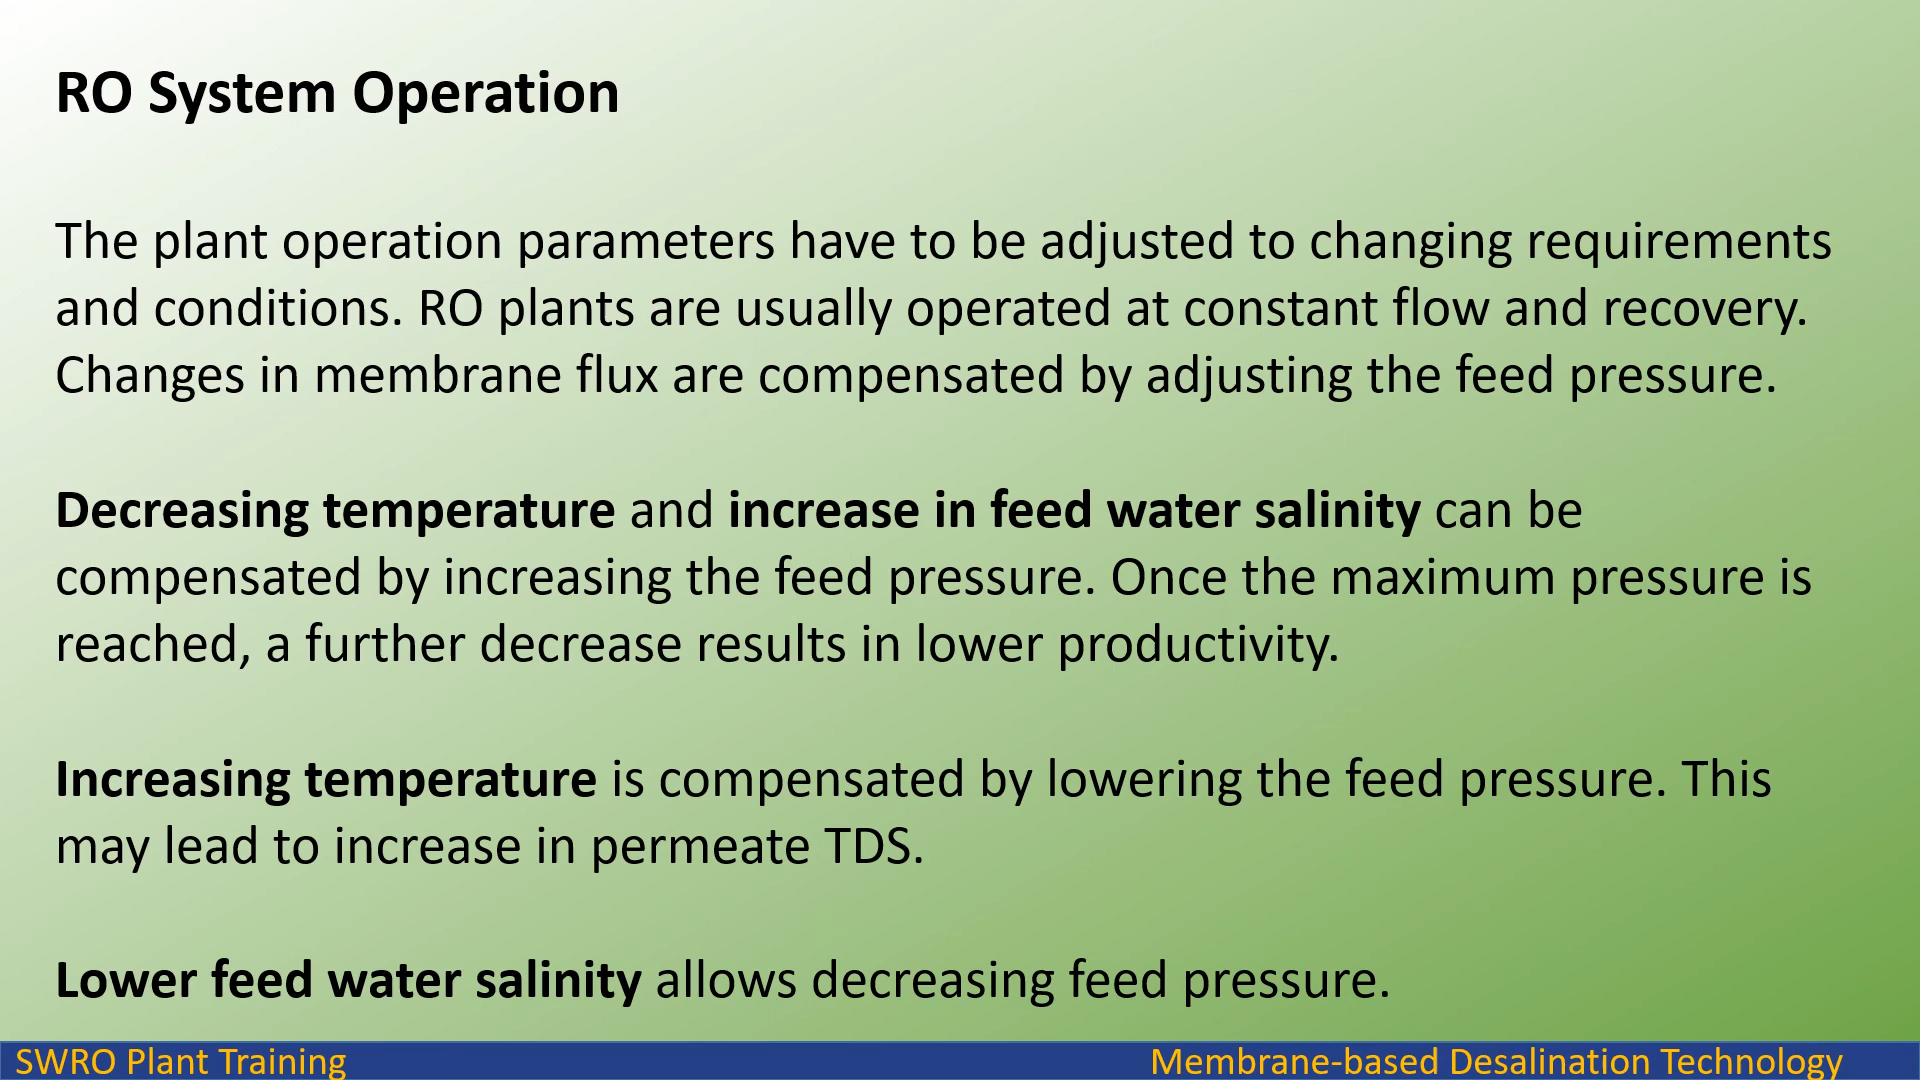 RO System Operation
The plant operation parameters have to be adjusted to changing requirements
and conditions. RO plants are usually operated at constant flow and recovery.
Changes in membrane flux are compensated by adjusting the feed pressure.
Decreasing temperature and increase in feed water salinity can be
compensated by increasing the feed pressure. Once the maximum pressure is
reached, a further decrease results in lower productivity.
Increasing temperature is compensated by lowering the feed pressure. This
may lead to increase in permeate TDS.
Lower feed water salinity allows decreasing feed pressure.
SWRO Plant Training
Membrane-based Desalination Technology